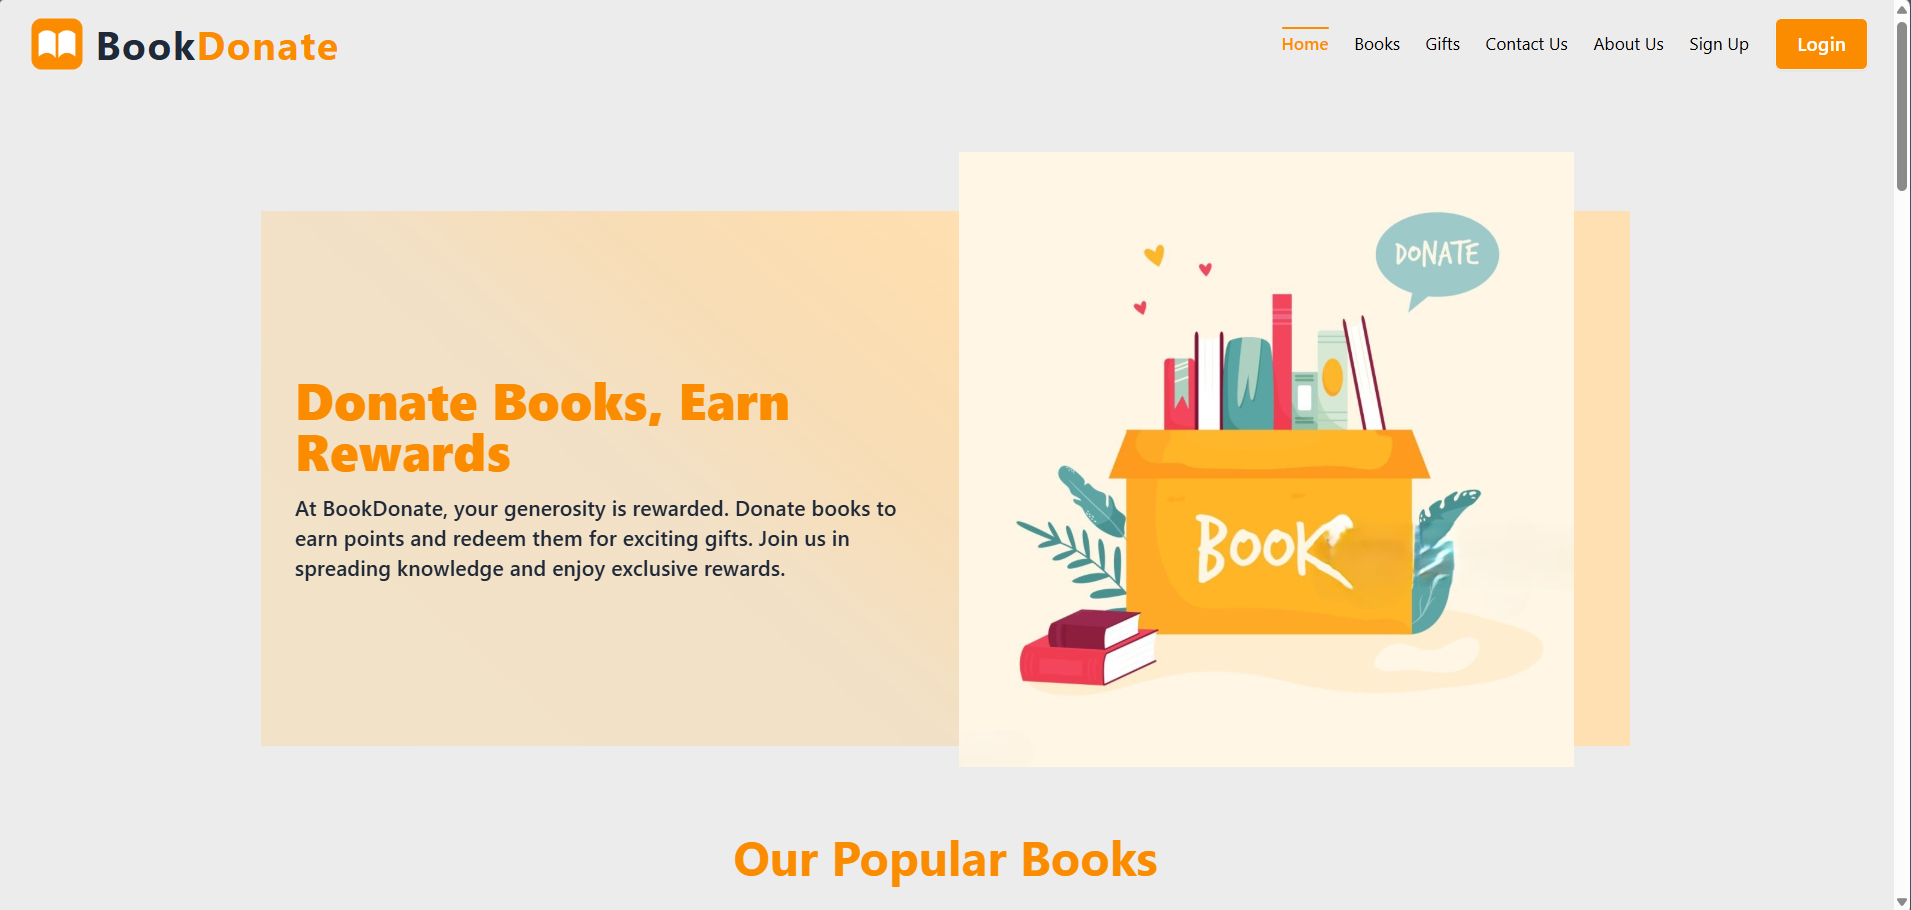 BookDonate
Home Books Gifts Contact Us About Us Sign Up Login
Donate Books, Earn
Rewards
At BookDonate, your generosity is rewarded. Donate books to
earn points and redeem them for exciting gifts. Join us in
spreading knowledge and enjoy exclusive rewards.
DONATE
BOOK
Our Popular Books